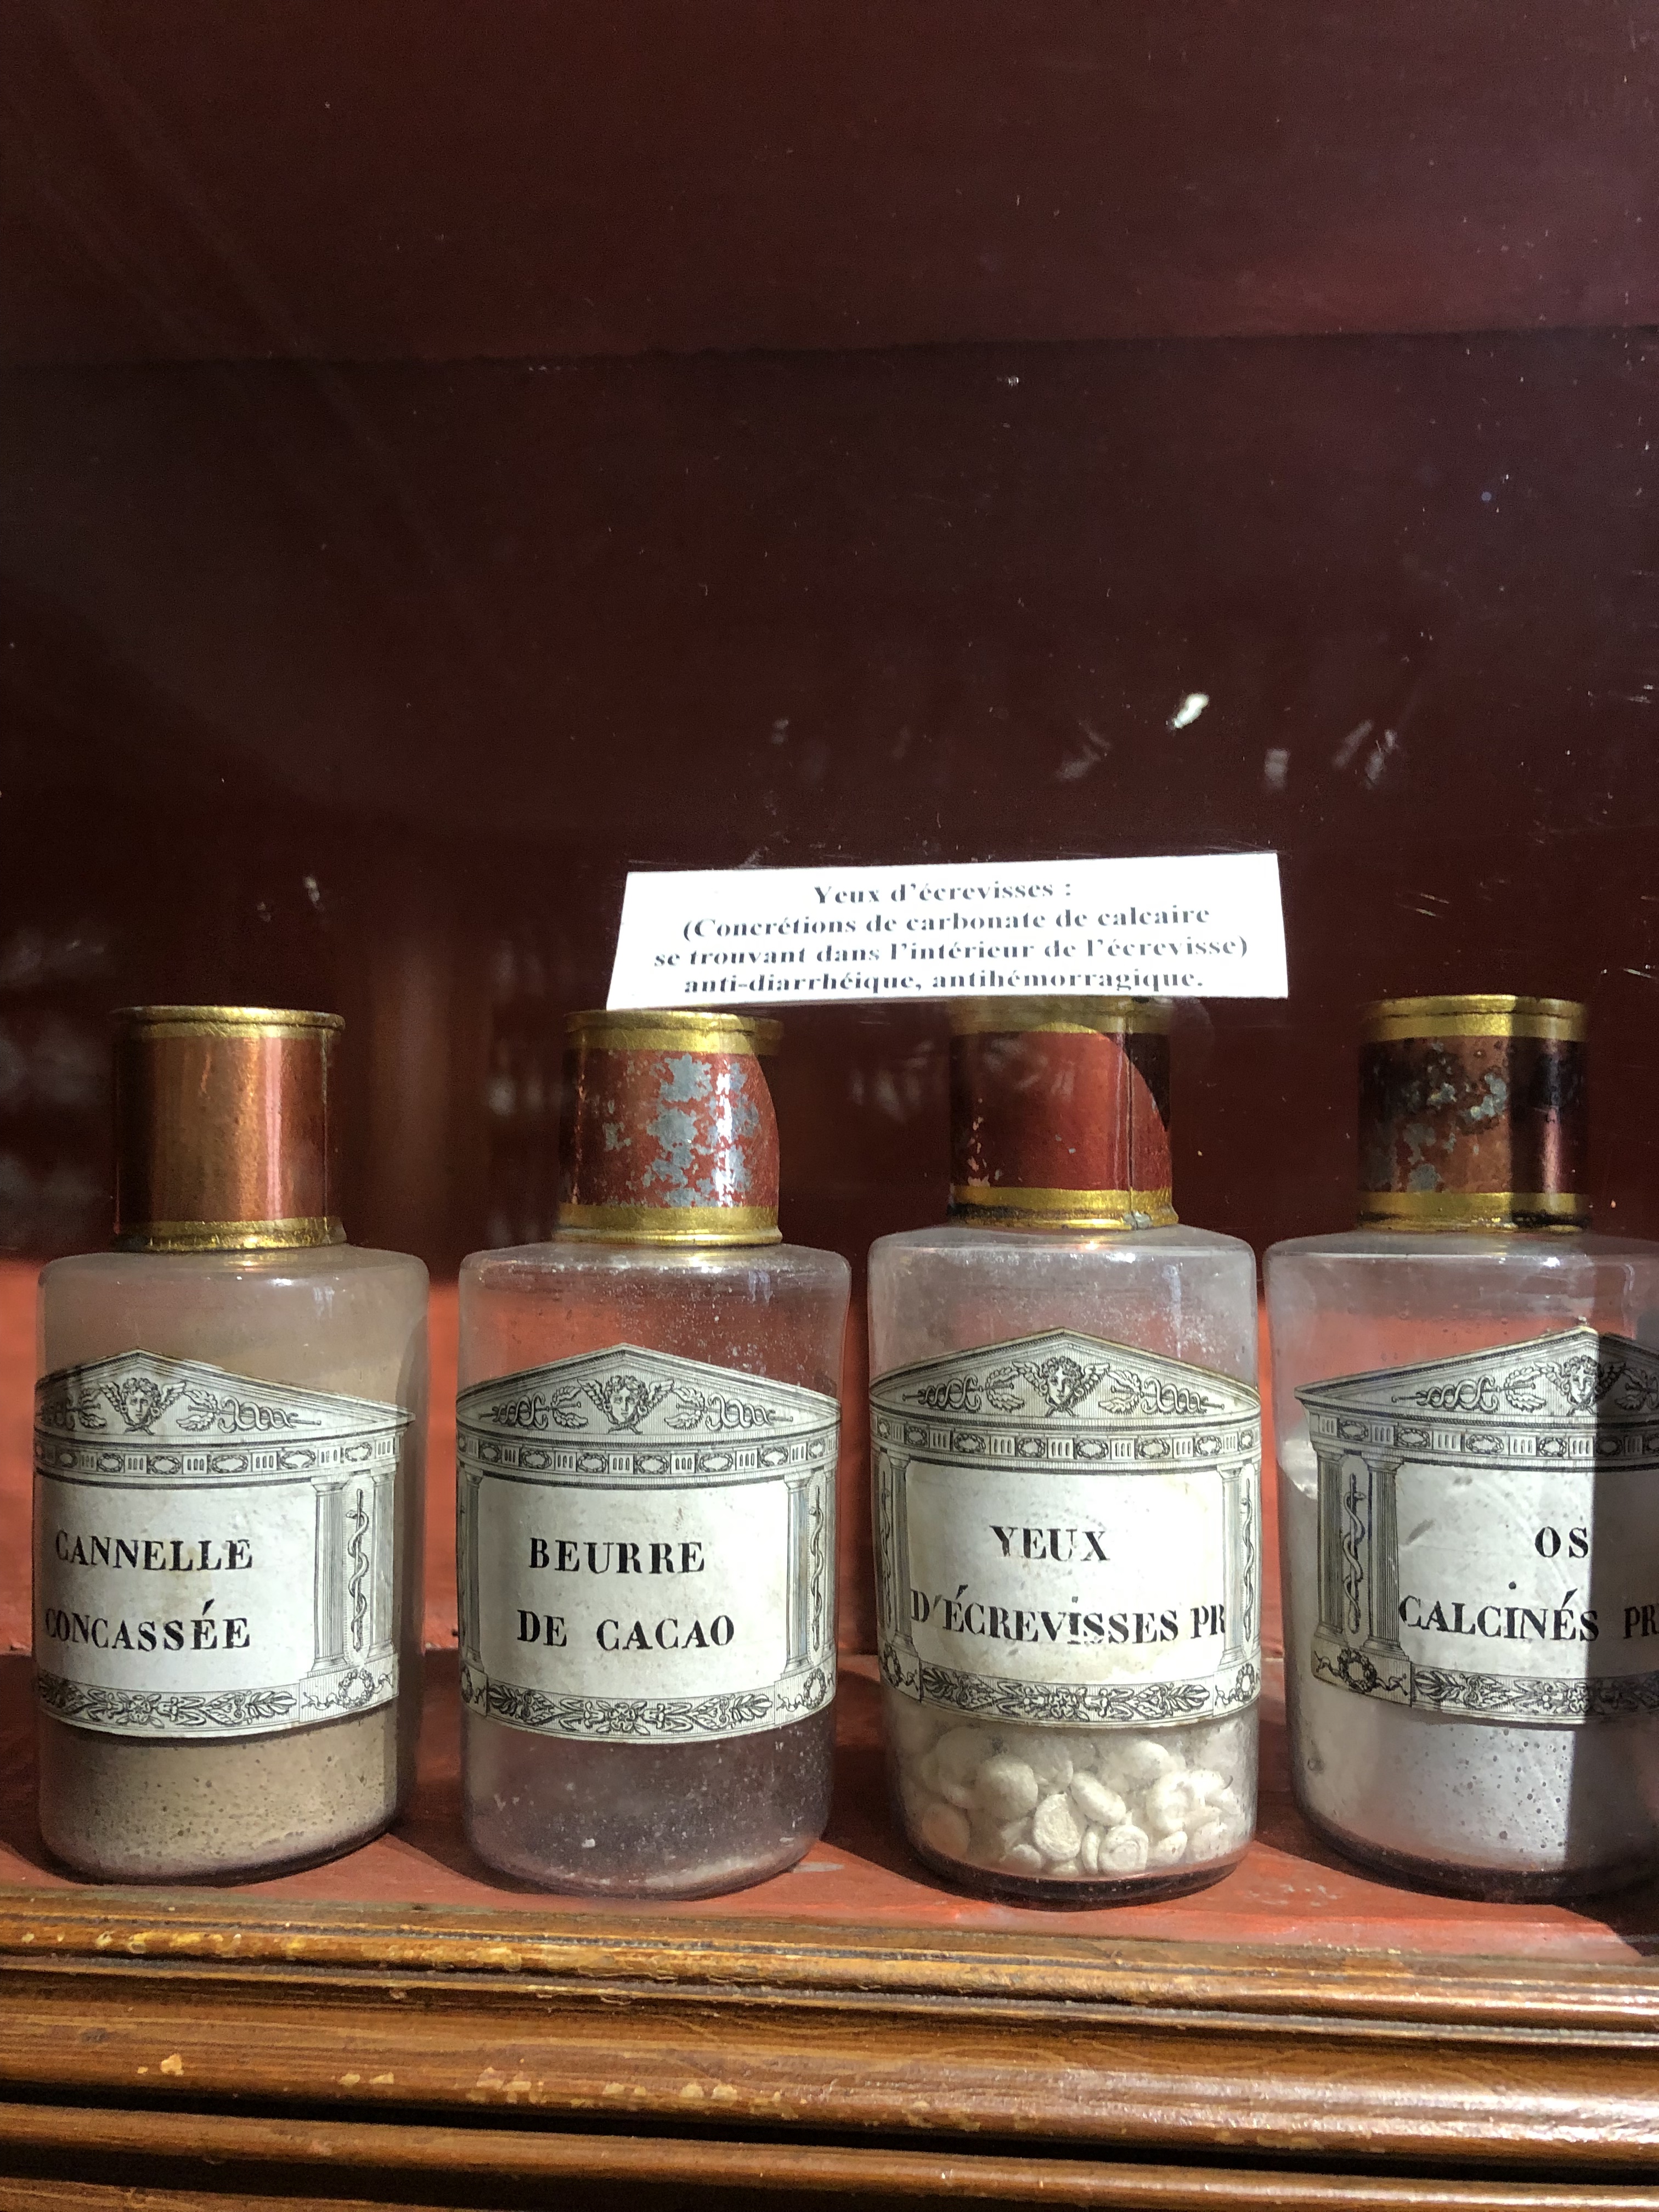 Yeux d'écrevisses :
(Concrétions de carbonate de calcaire
se trouvant dans l'intérieur de l'écrevisse)
anti-diarrhéique, antihémorragique.
CANNELLE
CONCASSÉE
BEURRE
DE CACAO
YEUX
D'ÉCREVISSES PR
OS
CALCINÉS PR